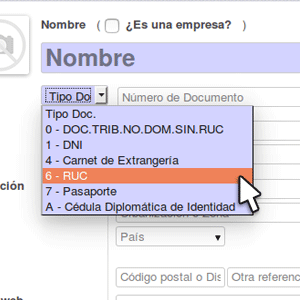 Nombre ( ¿Es una empresa? )
Nombre
Tipo Do Número de Documento
Tipo Doc.
0 - DOC.TRIB.NO.DOM.SIN.RUC
1 - DNI
4 - Carnet de Extrangería
6 - RUC
7 - Pasaporte
A - Cédula Diplomática de Identidad
ción
País
Código postal o Dis Otra referenc
web